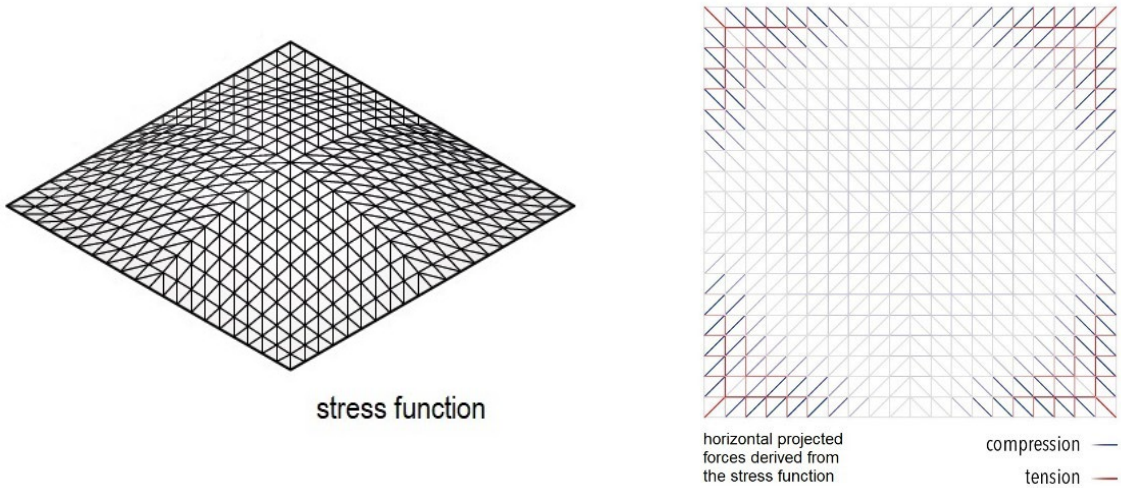 stress function
horizontal projected
forces derived from
the stress function
compression
tension